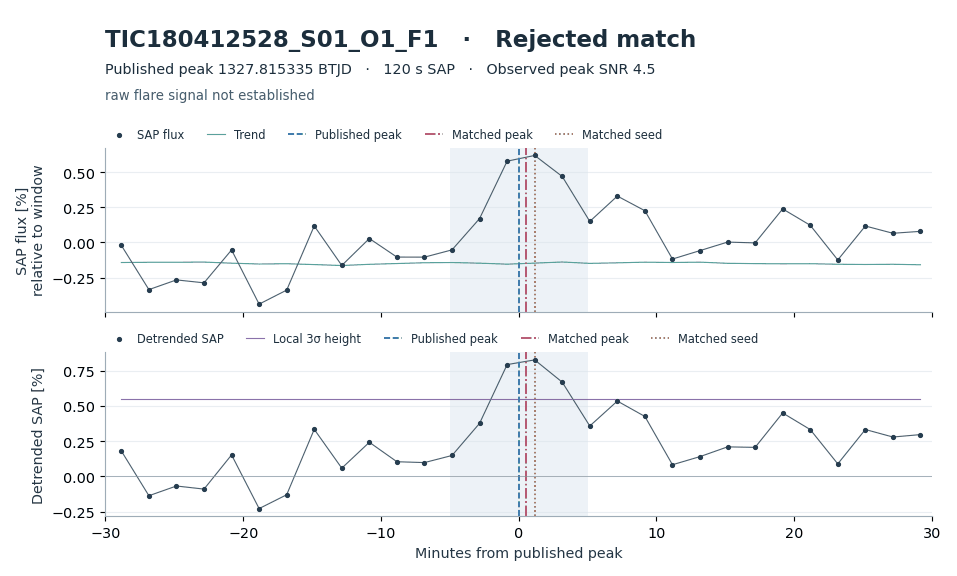 TIC180412528_S01_O1_F1 · Rejected match
Published peak 1327.815335 BTJD · 120 s SAP · Observed peak SNR 4.5
raw flare signal not established
SAP flux Trend Published peak Matched peak Matched seed
SAP flux [%]
relative to window
0.50
0.25
0.00
−0.25
Detrended SAP Local 3σ height Published peak Matched peak Matched seed
Detrended SAP [%]
0.75
0.50
0.25
0.00
−0.25
−30 −20 −10 0 10 20 30
Minutes from published peak